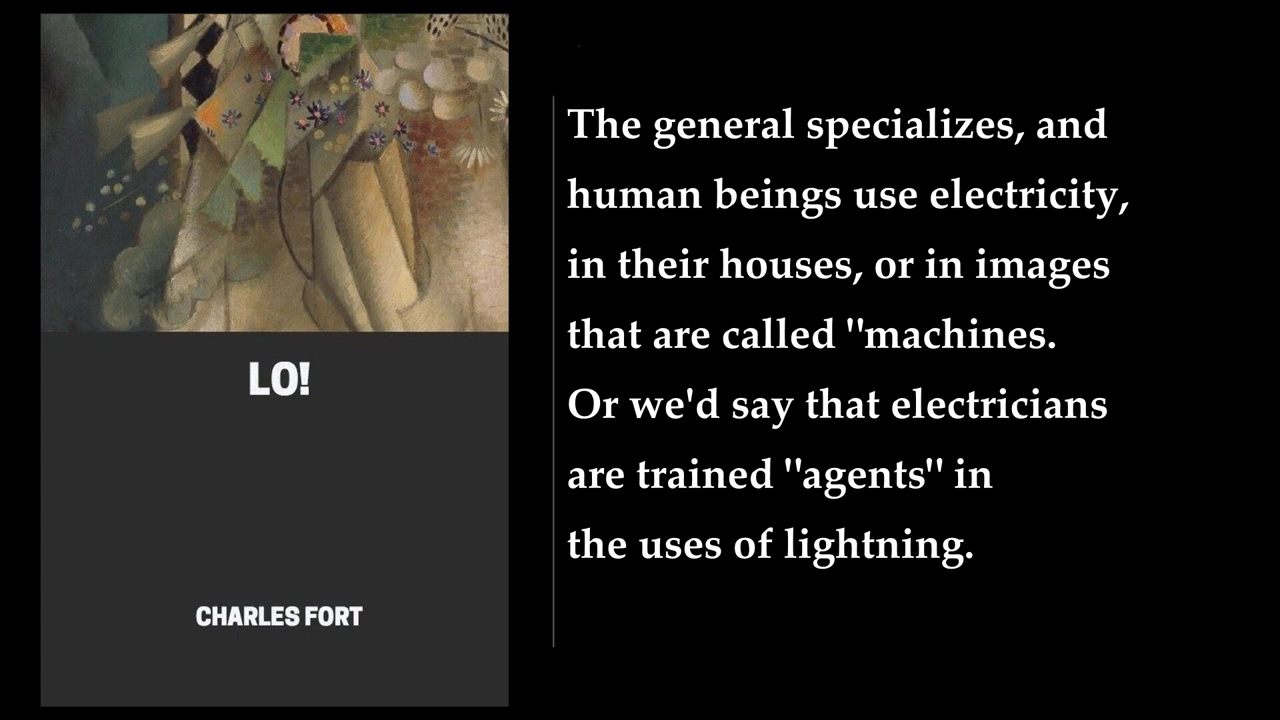 LO!
CHARLES FORT
The general specializes, and
human beings use electricity,
in their houses, or in images
that are called "machines.
Or we'd say that electricians
are trained "agents" in
the uses of lightning.